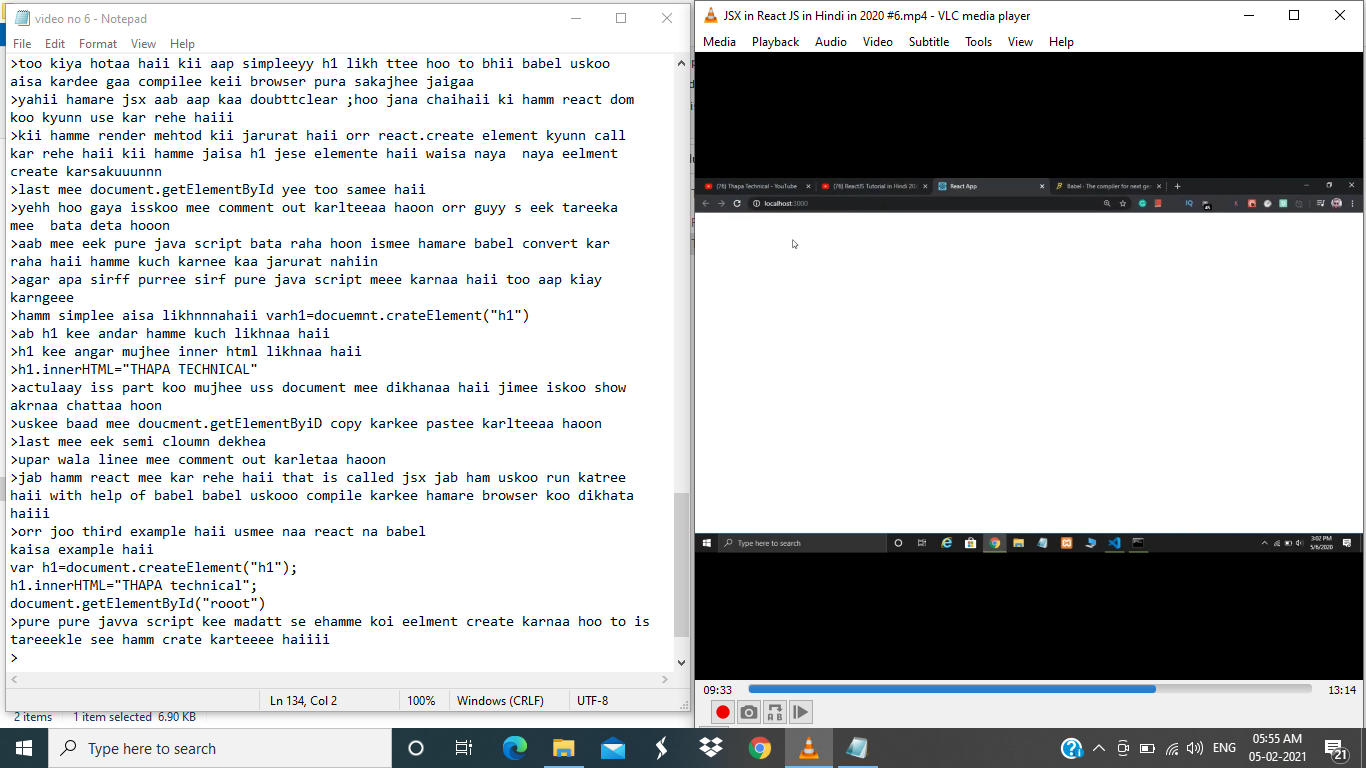 video no 6 - Notepad
File Edit Format View Help
>too kiya hotaa haii kii aap simpleeyy h1 likh ttee hoo to bhii babel uskoo
aisa kardee gaa compilee keii browser pura sakajhee jaigaa
>yahii hamare jsx aab aap kaa doubttclear ;hoo jana chaihaii ki hamm react dom
koo kyunn use kar rehe haiii
>kii hamme render mehtod kii jarurat haii orr react.create element kyunn call
kar rehe haii kii hamme jaisa h1 jese elemente haii waisa naya  naya eelment
create karsakuuunnn
>last mee document.getElementById yee too samee haii
>yehh hoo gaya isskoo mee comment out karlteeaa haoon orr guyy s eek tareeka
mee  bata deta hooon
>aab mee eek pure java script bata raha hoon ismee hamare babel convert kar
raha haii hamme kuch karnee kaa jarurat nahiin
>agar apa sirff purree sirf pure java script meee karnaa haii too aap kiay
karngeee
>hamm simplee aisa likhnnnahaii varh1=docuemnt.crateElement("h1")
>ab h1 kee andar hamme kuch likhnaa haii
>h1 kee angar mujhee inner html likhnaa haii
>h1.innerHTML="THAPA TECHNICAL"
>actulaay iss part koo mujhee uss document mee dikhanaa haii jimee iskoo show
akrnaa chattaa hoon
>uskee baad mee doucment.getElementByiD copy karkee pastee karlteeaa haoon
>last mee eek semi cloumn dekhea
>upar wala linee mee comment out karletaa haoon
>jab hamm react mee kar rehe haii that is called jsx jab ham uskoo run katree
haii with help of babel babel uskooo compile karkee hamare browser koo dikhata
haiii
>orr joo third example haii usmee naa react na babel
kaisa example haii
var h1=document.createElement("h1");
h1.innerHTML="THAPA technical";
document.getElementById("rooot")
>pure pure javva script kee madatt se ehamme koi eelment create karnaa hoo to is
tareeekle see hamm crate karteeee haiiii
>
Ln 134, Col 2 100% Windows (CRLF) UTF-8
2 items 1 item selected 6.90 KB
JSX in React JS in Hindi in 2020 #6.mp4 - VLC media player
Media Playback Audio Video Subtitle Tools View Help
(76) Thapa Technical - YouTube (76) ReactJS Tutorial in Hindi 20 React App Babel - The compiler for next ge
localhost:3000
Type here to search 3:02 PM
5/6/2020
09:33 13:14
Type here to search ENG 05:55 AM
05-02-2021 21